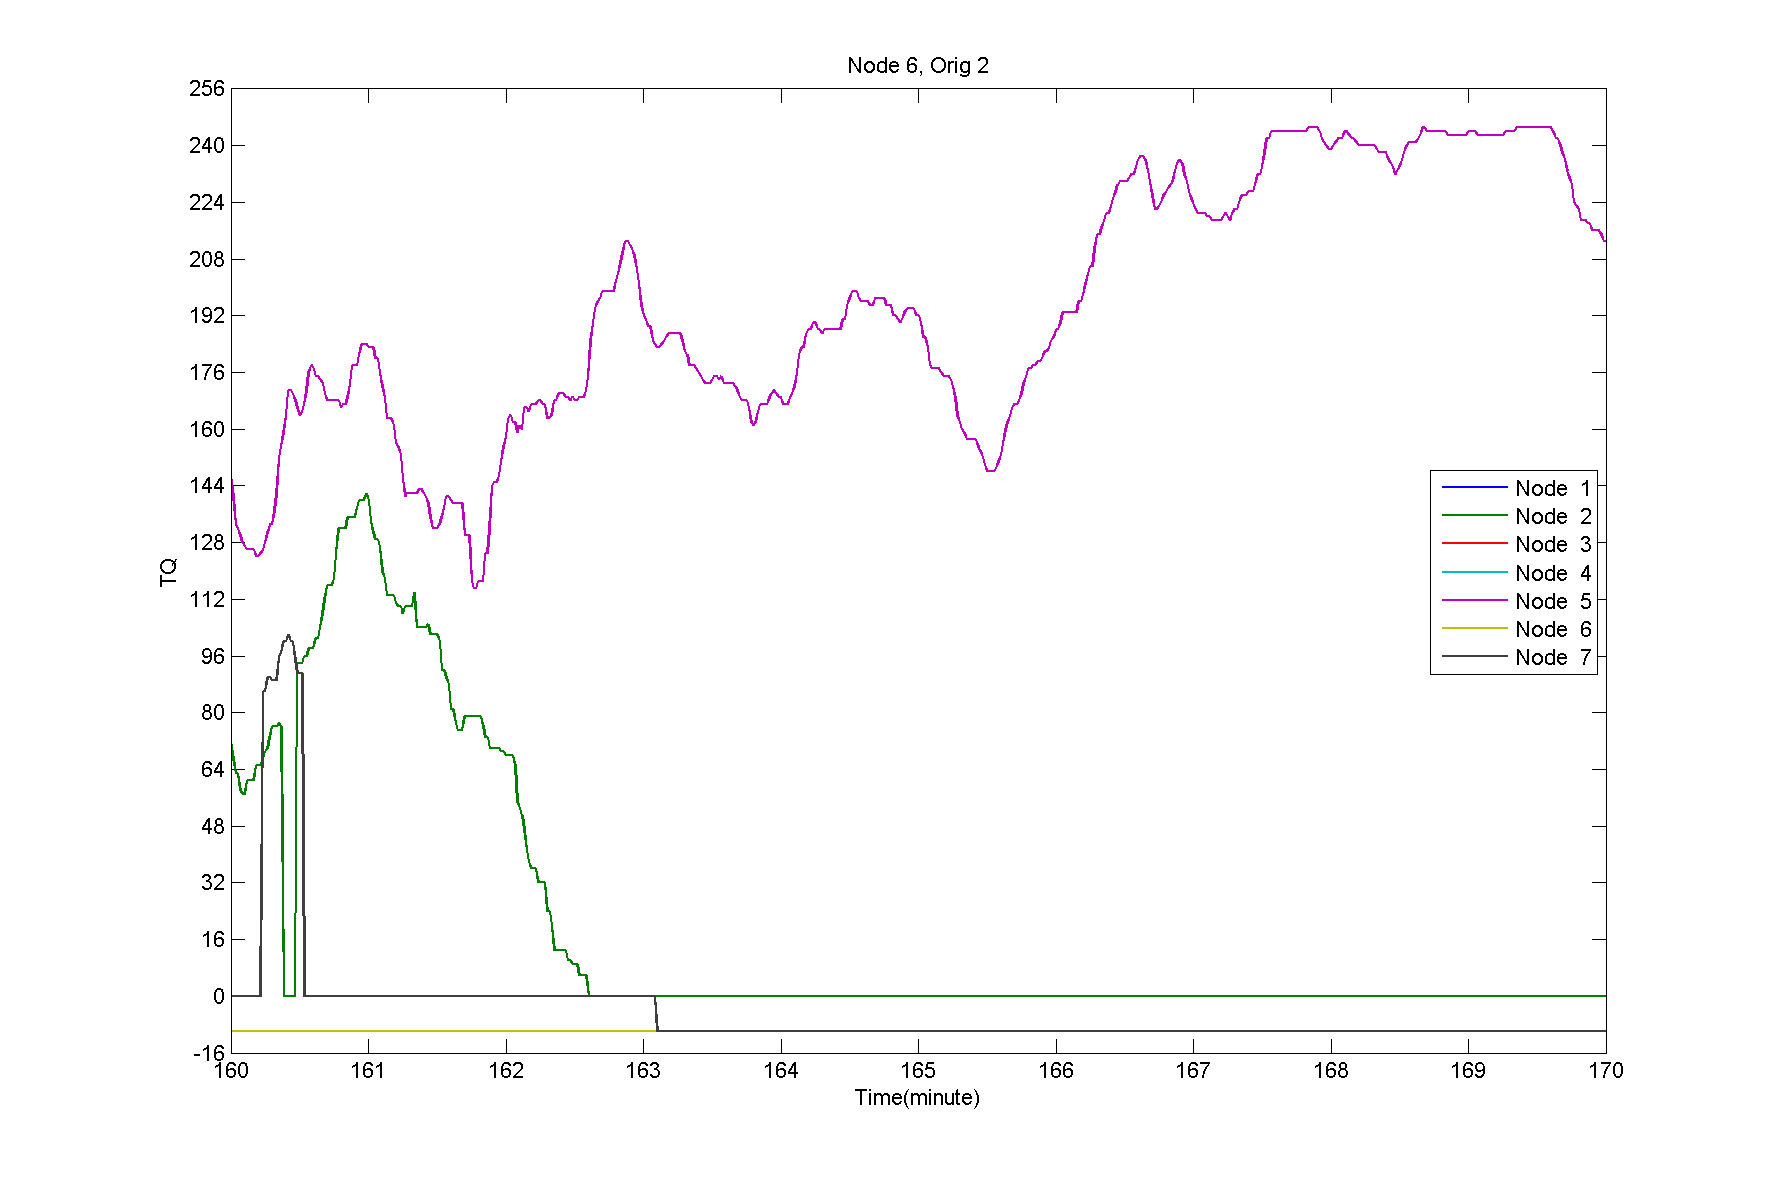 Node 6, Orig 2
256
240
224
208
192
176
160
144
128
112
96
80
64
48
32
16
0
-16
TQ
Node 1
Node 2
Node 3
Node 4
Node 5
Node 6
Node 7
160 161 162 163 164 165 166 167 168 169 170
Time(minute)